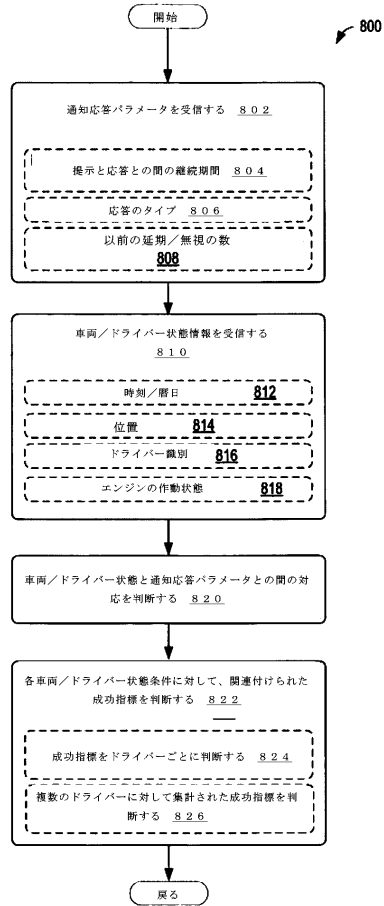 開始
800
通知応答パラメータを受信する 802
提示と応答との間の継続期間 804
応答のタイプ 806
以前の延期／無視の数
808
車両／ドライバー状態情報を受信する
810
時刻／暦日 812
位置 814
ドライバー識別 816
エンジンの作動状態 818
車両／ドライバー状態と通知応答パラメータとの間の対
応を判断する 820
各車両／ドライバー状態条件に対して、関連付けられた
成功指標を判断する 822
成功指標をドライバーごとに判断する 824
複数のドライバーに対して集計された成功指標を判
断する 826
戻る